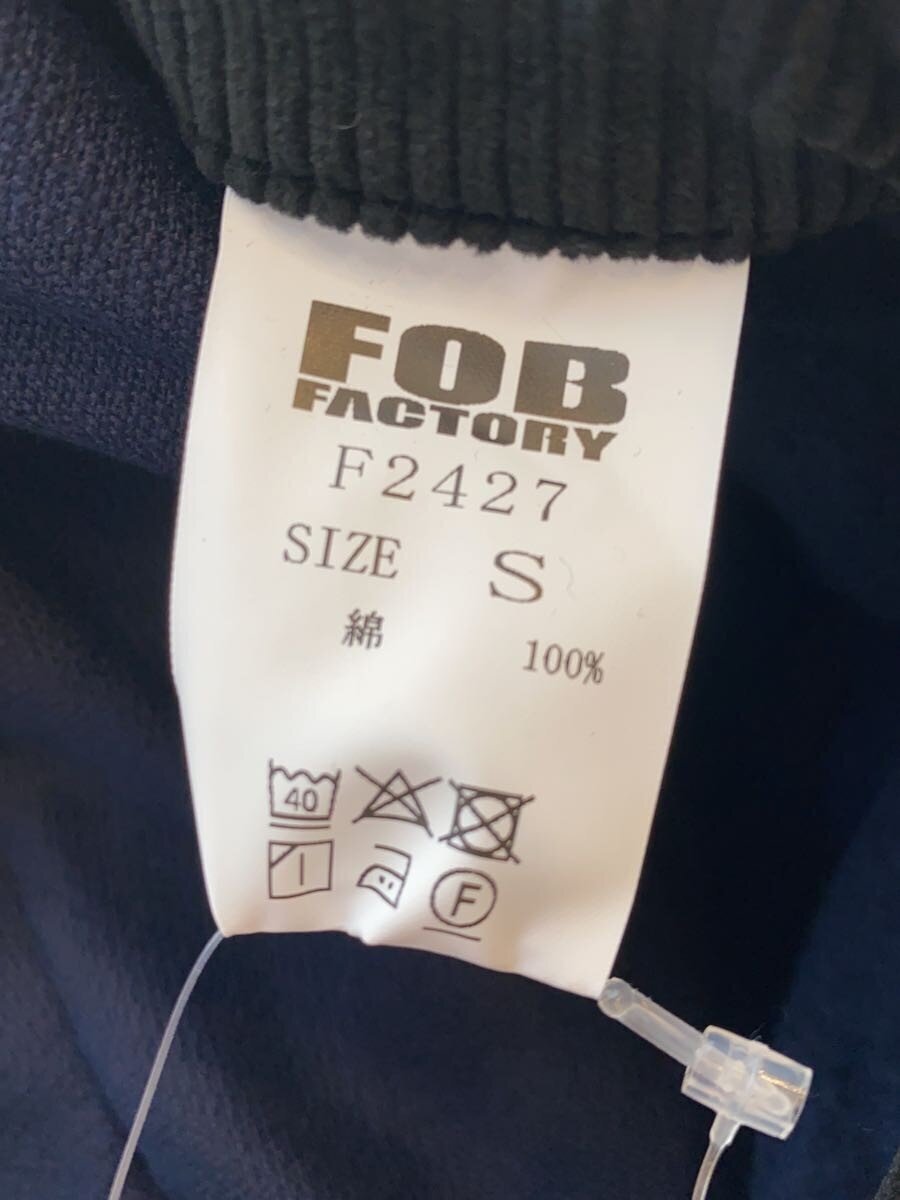 FOB
FACTORY
F2427
SIZE S
綿 100%
40
F